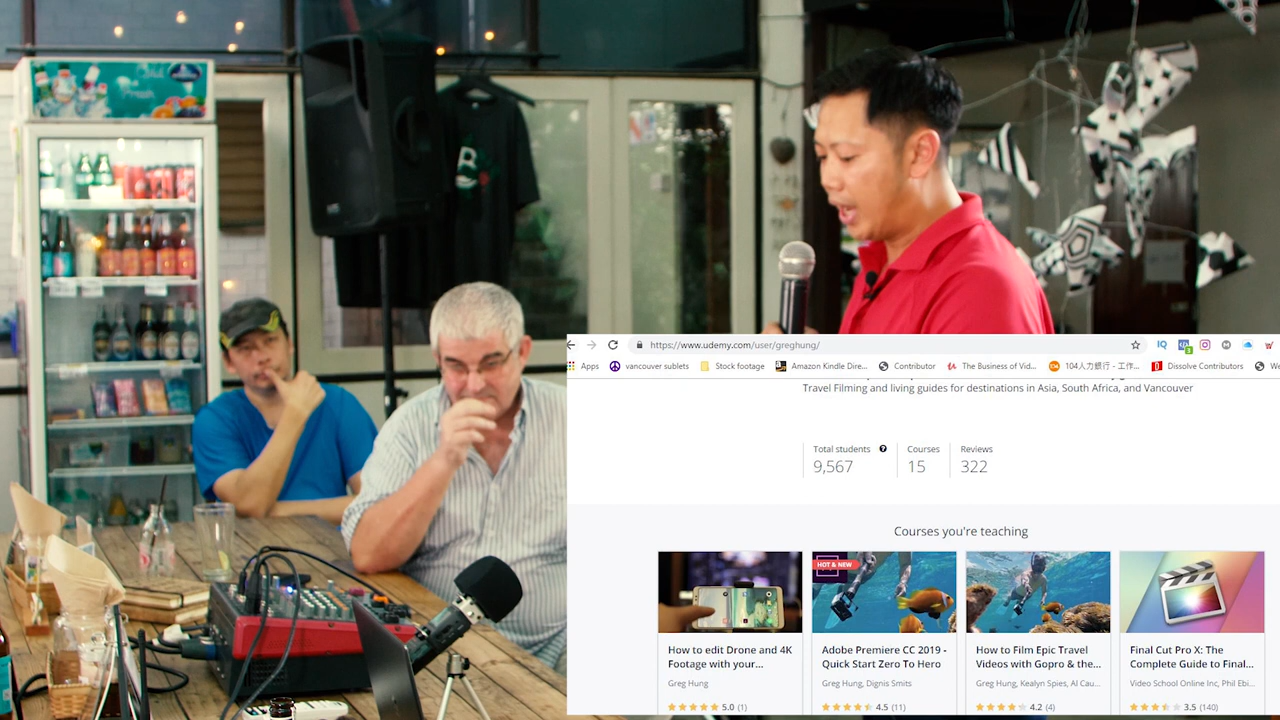 https://www.udemy.com/user/greghung/
Apps vancouver sublets Stock footage Amazon Kindle Dire... Contributor The Business of Vid... 104人力銀行 - 工作... Dissolve Contributors We
Travel Filming and living guides for destinations in Asia, South Africa, and Vancouver
Total students Courses Reviews
9,567 15 322
Courses you're teaching
HOT & NEW
How to edit Drone and 4K
Footage with your...
Greg Hung
5.0 (1)
Adobe Premiere CC 2019 -
Quick Start Zero To Hero
Greg Hung, Dignis Smits
4.5 (11)
How to Film Epic Travel
Videos with Gopro & the...
Greg Hung, Kealyn Spies, AJ Cau...
4.2 (4)
Final Cut Pro X: The
Complete Guide to Final...
Video School Online Inc, Phil Ebi...
3.5 (140)